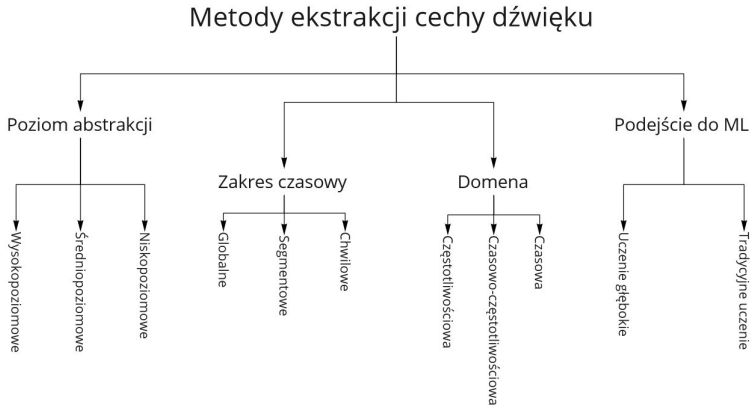 Metody ekstrakcji cechy dźwięku
Poziom abstrakcji
Podejście do ML
Zakres czasowy
Domena
Wysokopoziomowe
Średniopoziomowe
Niskopoziomowe
Globalne
Segmentowe
Chwilowe
Częstotliwościowa
Czasowo-częstotliwościowa
Czasowa
Uczenie głębokie
Tradycyjne uczenie